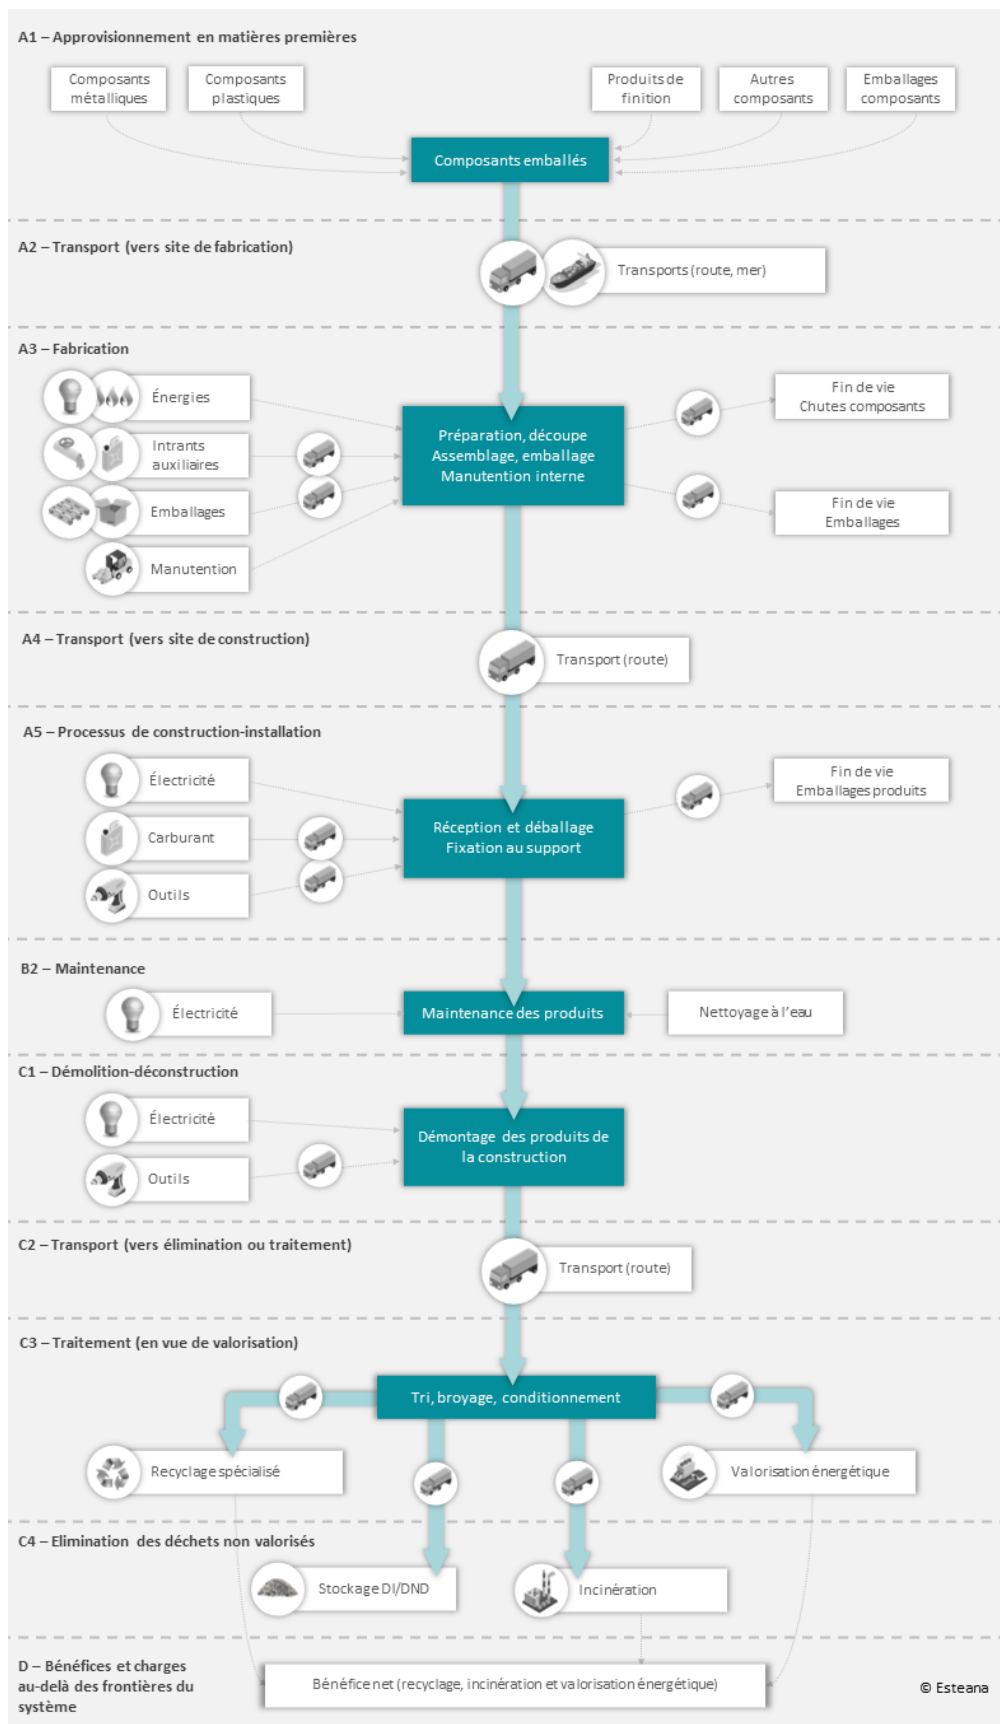 A1 – Approvisionnement en matières premières
Composants
métalliques
Composants
plastiques
Produits de
finition
Autres
composants
Emballages
composants
Composants emballés
A2 – Transport (vers site de fabrication)
Transports (route, mer)
A3 – Fabrication
Énergies
Intrants
auxiliaires
Emballages
Manutention
Préparation, découpe
Assemblage, emballage
Manutention interne
Fin de vie
Chutes composants
Fin de vie
Emballages
A4 – Transport (vers site de construction)
Transport (route)
A5 – Processus de construction-installation
Électricité
Carburant
Outils
Réception et déballage
Fixation au support
Fin de vie
Emballages produits
B2 – Maintenance
Électricité
Maintenance des produits
Nettoyage à l'eau
C1 – Démolition-déconstruction
Électricité
Outils
Démontage des produits de
la construction
C2 – Transport (vers élimination ou traitement)
Transport (route)
C3 – Traitement (en vue de valorisation)
Tri, broyage, conditionnement
Recyclage spécialisé
Valorisation énergétique
C4 – Elimination des déchets non valorisés
Stockage DI/DND
Incinération
D – Bénéfices et charges
au-delà des frontières du
système
Bénéfice net (recyclage, incinération et valorisation énergétique)
© Esteana